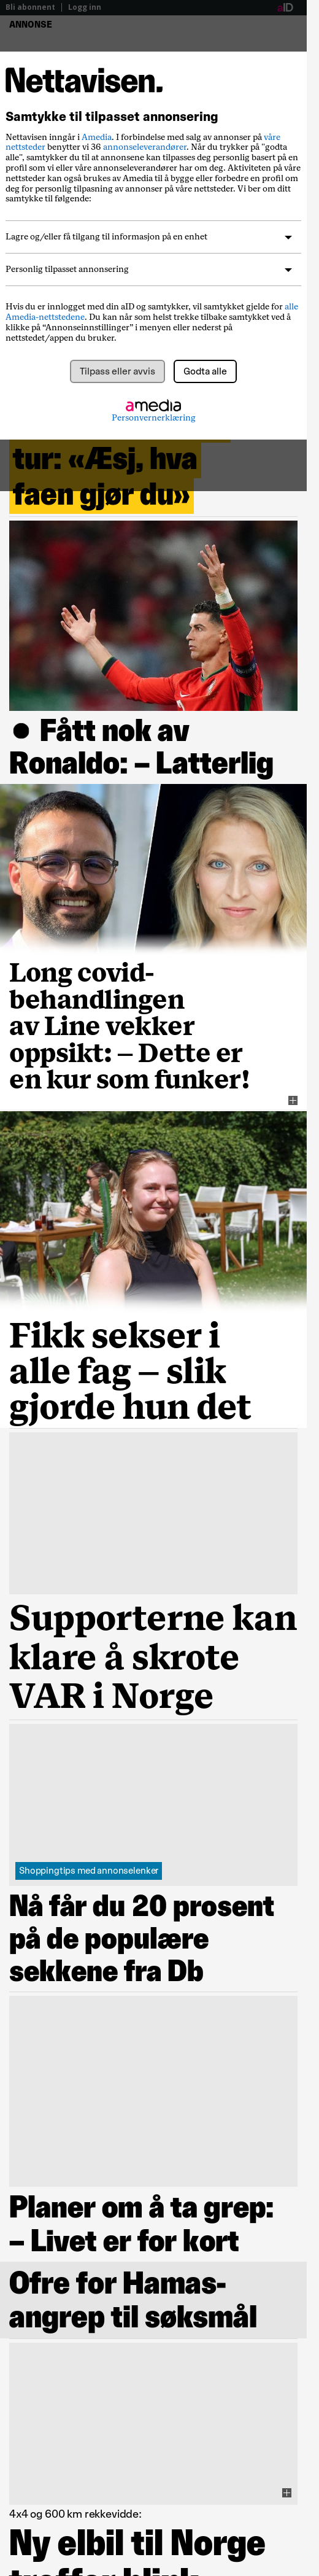 Bli abonnent | Logg inn
aID
ANNONSE
Nettavisen.
Samtykke til tilpasset annonsering
Nettavisen inngår i Amedia. I forbindelse med salg av annonser på våre
nettsteder benytter vi 36 annonseleverandører. Når du trykker på "godta
alle", samtykker du til at annonsene kan tilpasses deg personlig basert på en
profil som vi eller våre annonseleverandører har om deg. Aktiviteten på våre
nettsteder kan også brukes av Amedia til å bygge eller forbedre en profil om
deg for personlig tilpasning av annonser på våre nettsteder. Vi ber om ditt
samtykke til følgende:
Lagre og/eller få tilgang til informasjon på en enhet
Personlig tilpasset annonsering
Hvis du er innlogget med din aID og samtykker, vil samtykket gjelde for alle
Amedia-nettstedene. Du kan når som helst trekke tilbake samtykket ved å
klikke på “Annonseinnstillinger” i menyen eller nederst på
nettstedet/appen du bruker.
Tilpass eller avvis
Godta alle
amedia
Personvernerklæring
tur: «Æsj, hva
faen gjør du»
● Fått nok av
Ronaldo: – Latterlig
Long covid-
behandlingen
av Line vekker
oppsikt: – Dette er
en kur som funker!
Fikk sekser i
alle fag – slik
gjorde hun det
Supporterne kan
klare å skrote
VAR i Norge
Shoppingtips med annonselenker
Nå får du 20 prosent
på de populære
sekkene fra Db
Planer om å ta grep:
– Livet er for kort
Ofre for Hamas-
angrep til søksmål
4x4 og 600 km rekkevidde:
Ny elbil til Norge
treffer blink